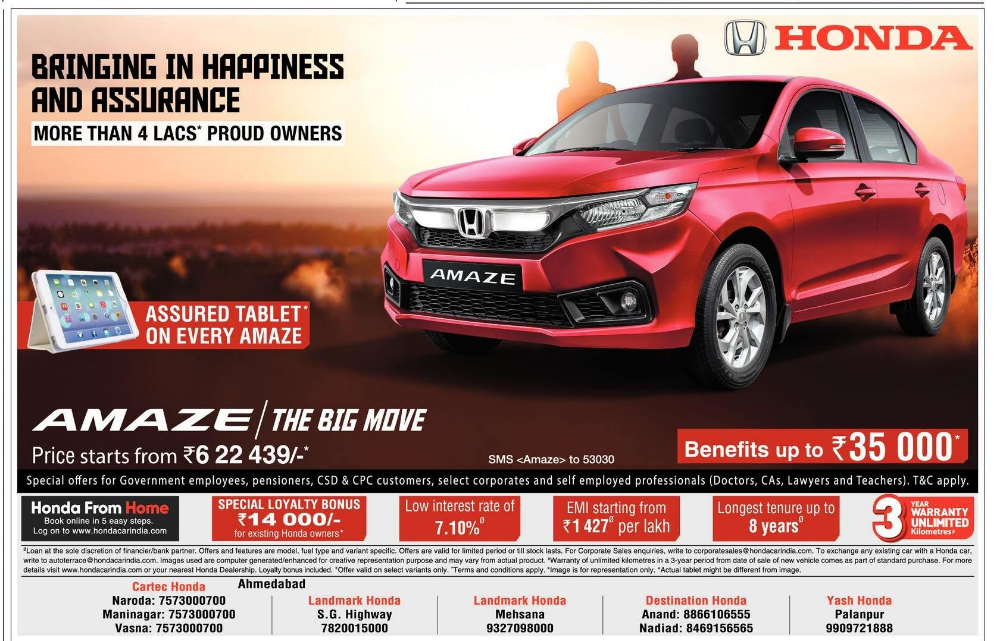 HONDA
BRINGING IN HAPPINESS
AND ASSURANCE
MORE THAN 4 LACS* PROUD OWNERS
AMAZE
ASSURED TABLET*
ON EVERY AMAZE
AMAZE / THE BIG MOVE
Price starts from ₹6 22 439/-*
SMS <Amaze> to 53030
Benefits up to ₹35 000*
Special offers for Government employees, pensioners, CSD & CPC customers, select corporates and self employed professionals (Doctors, CAs, Lawyers and Teachers). T&C apply.
Honda From Home
Book online in 5 easy steps.
Log on to www.hondacarindia.com
SPECIAL LOYALTY BONUS
₹14 000/-
for existing Honda owners*
Low interest rate of
7.10%ø
EMI starting from
₹1 427ø per lakh
Longest tenure up to
8 yearsø
3 YEAR
WARRANTY
UNLIMITED
Kilometres#
øLoan at the sole discretion of financier/bank partner. Offers and features are model, fuel type and variant specific. Offers are valid for limited period or till stock lasts. For Corporate Sales enquiries, write to corporatesales@hondacarindia.com. To exchange any existing car with a Honda car,
write to autoterrace@hondacarindia.com. Images used are computer generated/enhanced for creative representation purpose and may vary from actual product. #Warranty of unlimited kilometres in a 3-year period from date of sale of new vehicle comes as part of standard purchase. For more
details visit www.hondacarindia.com or your nearest Honda Dealership. Loyalty bonus included. *Offer valid on select variants only. *Terms and conditions apply. *Image is for representation only. *Actual tablet might be different from image.
Ahmedabad
Cartec Honda
Naroda: 7573000700
Maninagar: 7573000700
Vasna: 7573000700
Landmark Honda
S.G. Highway
7820015000
Landmark Honda
Mehsana
9327098000
Destination Honda
Anand: 8866106555
Nadiad: 8469156565
Yash Honda
Palanpur
9909721888